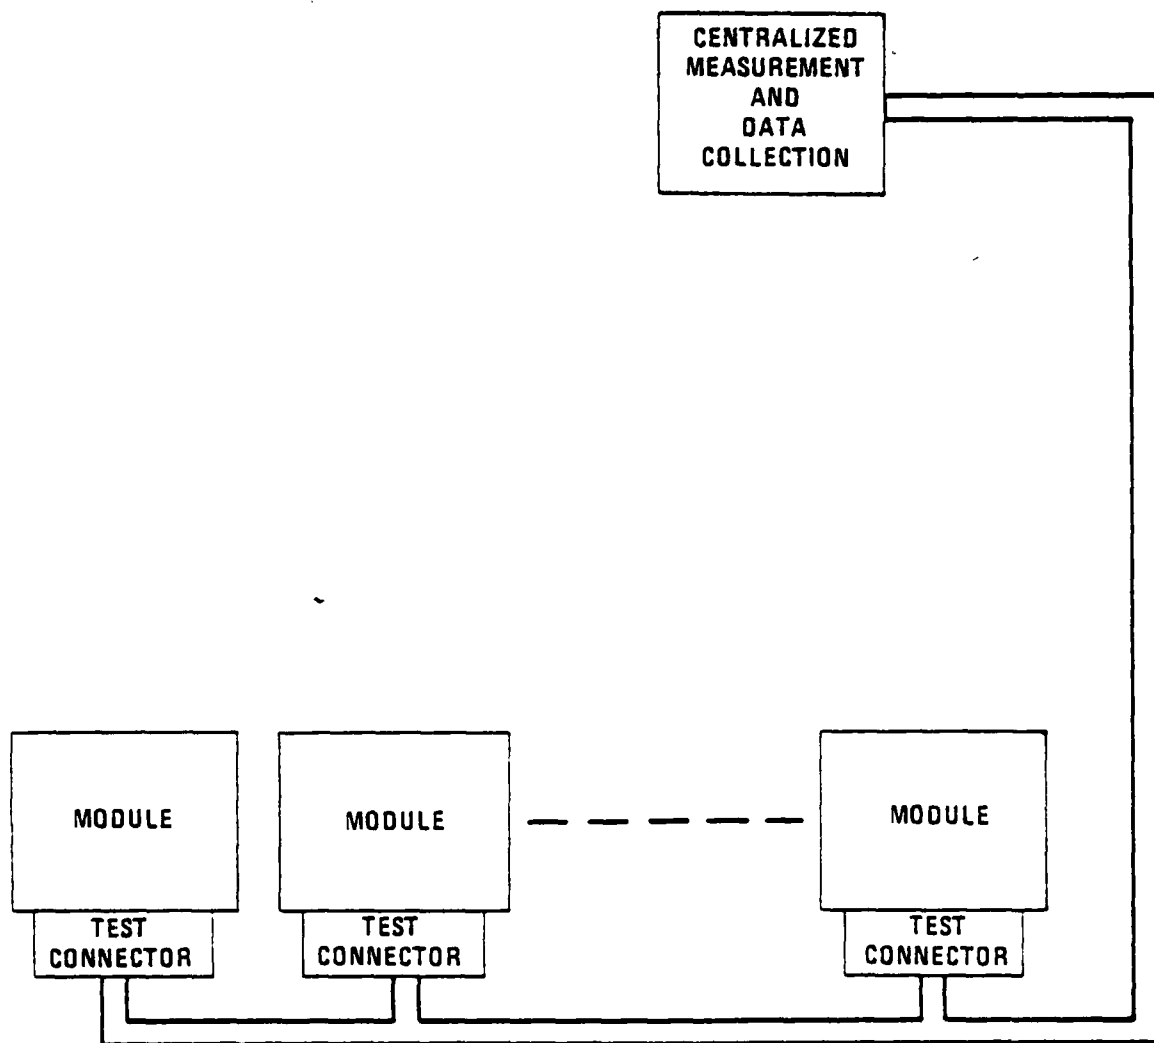 CENTRALIZED
MEASUREMENT
AND
DATA
COLLECTION
MODULE
MODULE
MODULE
TEST
CONNECTOR
TEST
CONNECTOR
TEST
CONNECTOR